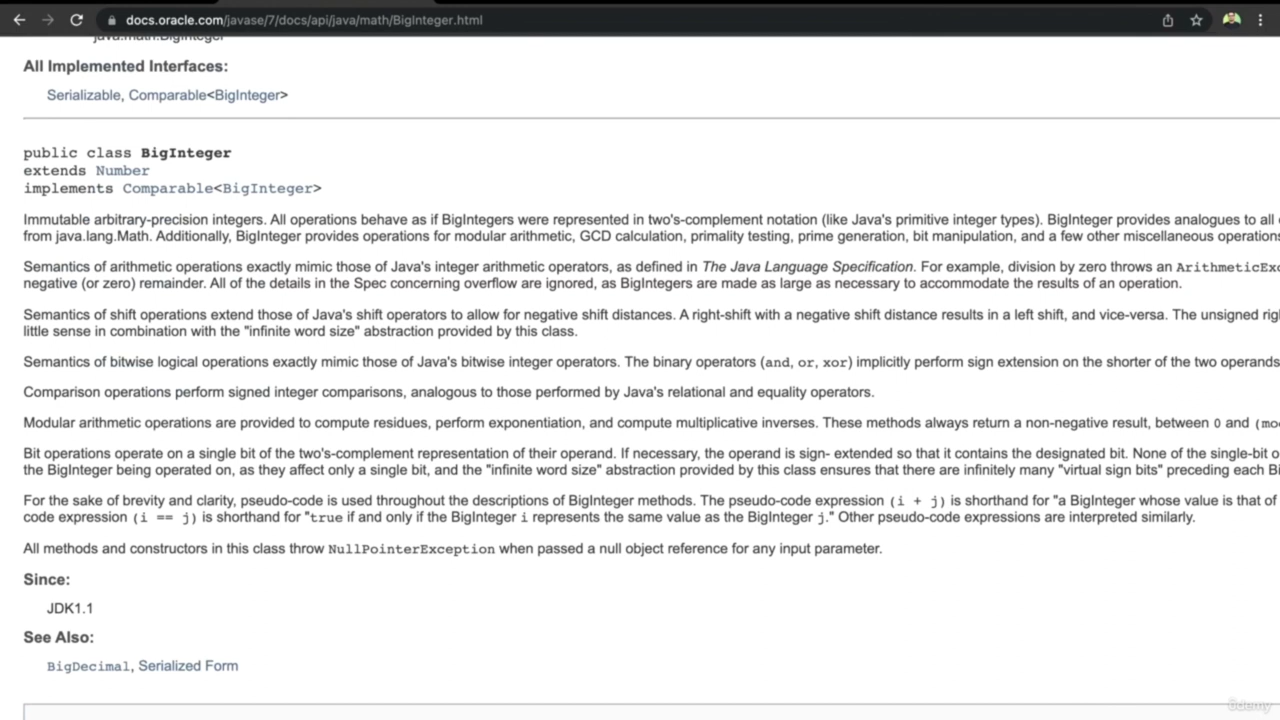 docs.oracle.com/javase/7/docs/api/java/math/BigInteger.html
java.math.BigInteger
All Implemented Interfaces:
Serializable, Comparable<BigInteger>
public class BigInteger
extends Number
implements Comparable<BigInteger>
Immutable arbitrary-precision integers. All operations behave as if BigIntegers were represented in two's-complement notation (like Java's primitive integer types). BigInteger provides analogues to all
from java.lang.Math. Additionally, BigInteger provides operations for modular arithmetic, GCD calculation, primality testing, prime generation, bit manipulation, and a few other miscellaneous operations
Semantics of arithmetic operations exactly mimic those of Java's integer arithmetic operators, as defined in The Java Language Specification. For example, division by zero throws an ArithmeticExc
negative (or zero) remainder. All of the details in the Spec concerning overflow are ignored, as BigIntegers are made as large as necessary to accommodate the results of an operation.
Semantics of shift operations extend those of Java's shift operators to allow for negative shift distances. A right-shift with a negative shift distance results in a left shift, and vice-versa. The unsigned rig
little sense in combination with the "infinite word size" abstraction provided by this class.
Semantics of bitwise logical operations exactly mimic those of Java's bitwise integer operators. The binary operators (and, or, xor) implicitly perform sign extension on the shorter of the two operands
Comparison operations perform signed integer comparisons, analogous to those performed by Java's relational and equality operators.
Modular arithmetic operations are provided to compute residues, perform exponentiation, and compute multiplicative inverses. These methods always return a non-negative result, between 0 and (mo
Bit operations operate on a single bit of the two's-complement representation of their operand. If necessary, the operand is sign- extended so that it contains the designated bit. None of the single-bit o
the BigInteger being operated on, as they affect only a single bit, and the "infinite word size" abstraction provided by this class ensures that there are infinitely many "virtual sign bits" preceding each Bi
For the sake of brevity and clarity, pseudo-code is used throughout the descriptions of BigInteger methods. The pseudo-code expression (i + j) is shorthand for "a BigInteger whose value is that of
code expression (i == j) is shorthand for "true if and only if the BigInteger i represents the same value as the BigInteger j." Other pseudo-code expressions are interpreted similarly.
All methods and constructors in this class throw NullPointerException when passed a null object reference for any input parameter.
Since:
JDK1.1
See Also:
BigDecimal, Serialized Form
ûdemy